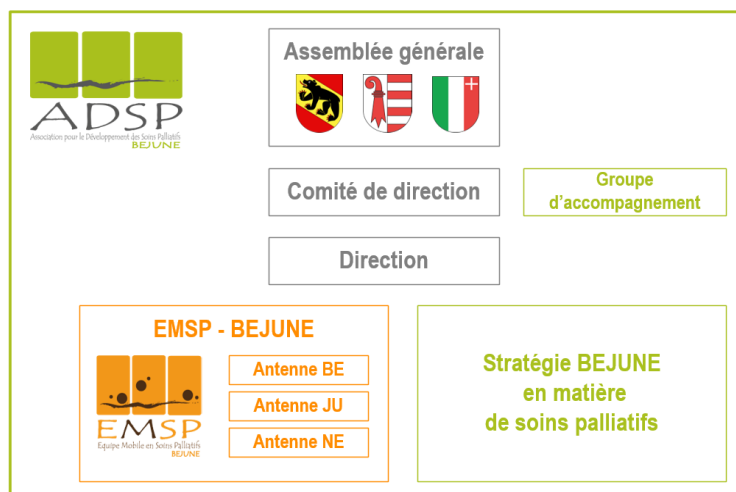 ADSP
Association pour le Développement des Soins Palliatifs
BEJUNE
Assemblée générale
Comité de direction
Groupe
d'accompagnement
Direction
EMSP - BEJUNE
EMSP
Equipe Mobile en Soins Palliatifs
BEJUNE
Antenne BE
Antenne JU
Antenne NE
Stratégie BEJUNE
en matière
de soins palliatifs